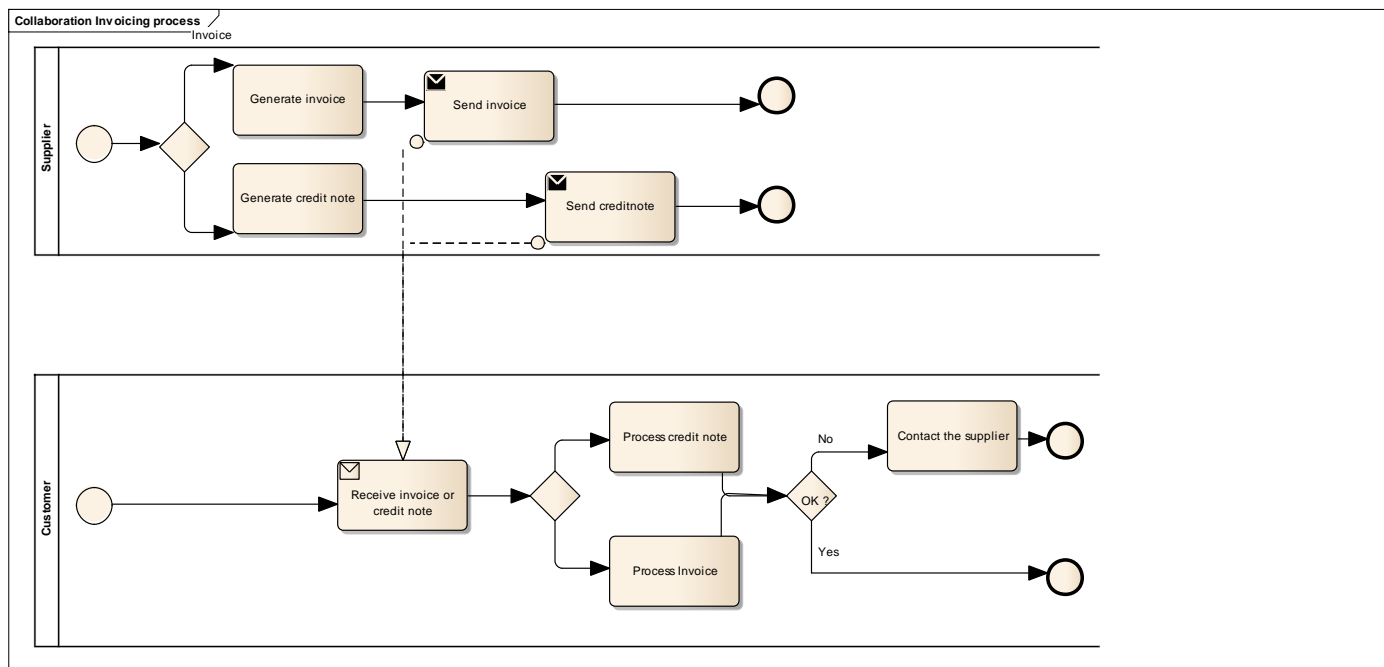 Collaboration Invoicing process
Invoice
Supplier
Generate invoice
Send invoice
Generate credit note
Send creditnote
Customer
Receive invoice or
credit note
Process credit note
Process Invoice
OK ?
No
Yes
Contact the supplier